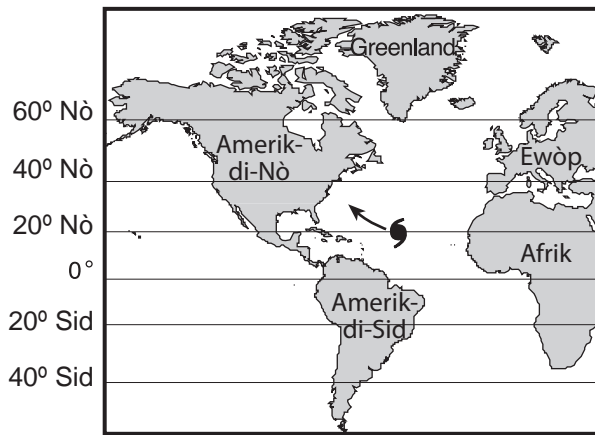 Greenland
60º Nò
Amerik-
di-Nò
Ewòp
40º Nò
20º Nò
Afrik
0°
Amerik-
di-Sid
20º Sid
40º Sid